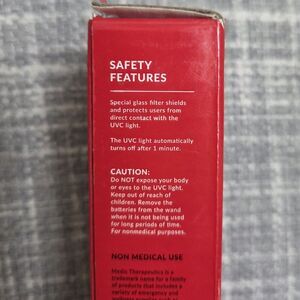 SAFETY
FEATURES
Special glass filter shields
and protects users from
direct contact with the
UVC light.
The UVC light automatically
turns off after 1 minute.
CAUTION:
Do NOT expose your body
or eyes to the UVC light.
Keep out of reach of
children. Remove the
batteries from the wand
when it is not being used
for long periods of time.
For nonmedical purposes.
NON MEDICAL USE
Medic Therapeutics is a
trademark name for a family
of products that includes a
variety of emergency and